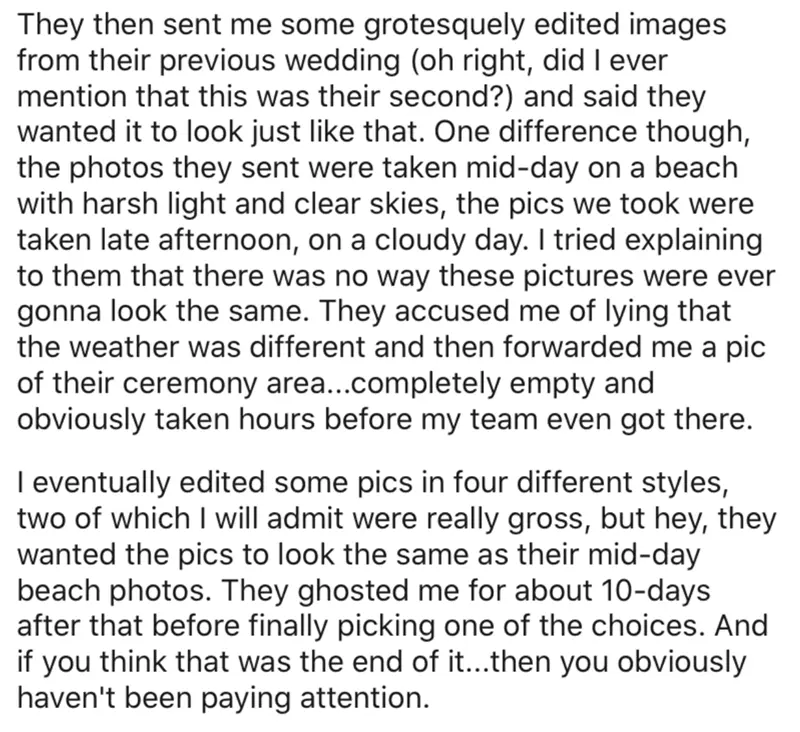 They then sent me some grotesquely edited images
from their previous wedding (oh right, did I ever
mention that this was their second?) and said they
wanted it to look just like that. One difference though,
the photos they sent were taken mid-day on a beach
with harsh light and clear skies, the pics we took were
taken late afternoon, on a cloudy day. I tried explaining
to them that there was no way these pictures were ever
gonna look the same. They accused me of lying that
the weather was different and then forwarded me a pic
of their ceremony area...completely empty and
obviously taken hours before my team even got there.

I eventually edited some pics in four different styles,
two of which I will admit were really gross, but hey, they
wanted the pics to look the same as their mid-day
beach photos. They ghosted me for about 10-days
after that before finally picking one of the choices. And
if you think that was the end of it...then you obviously
haven't been paying attention.